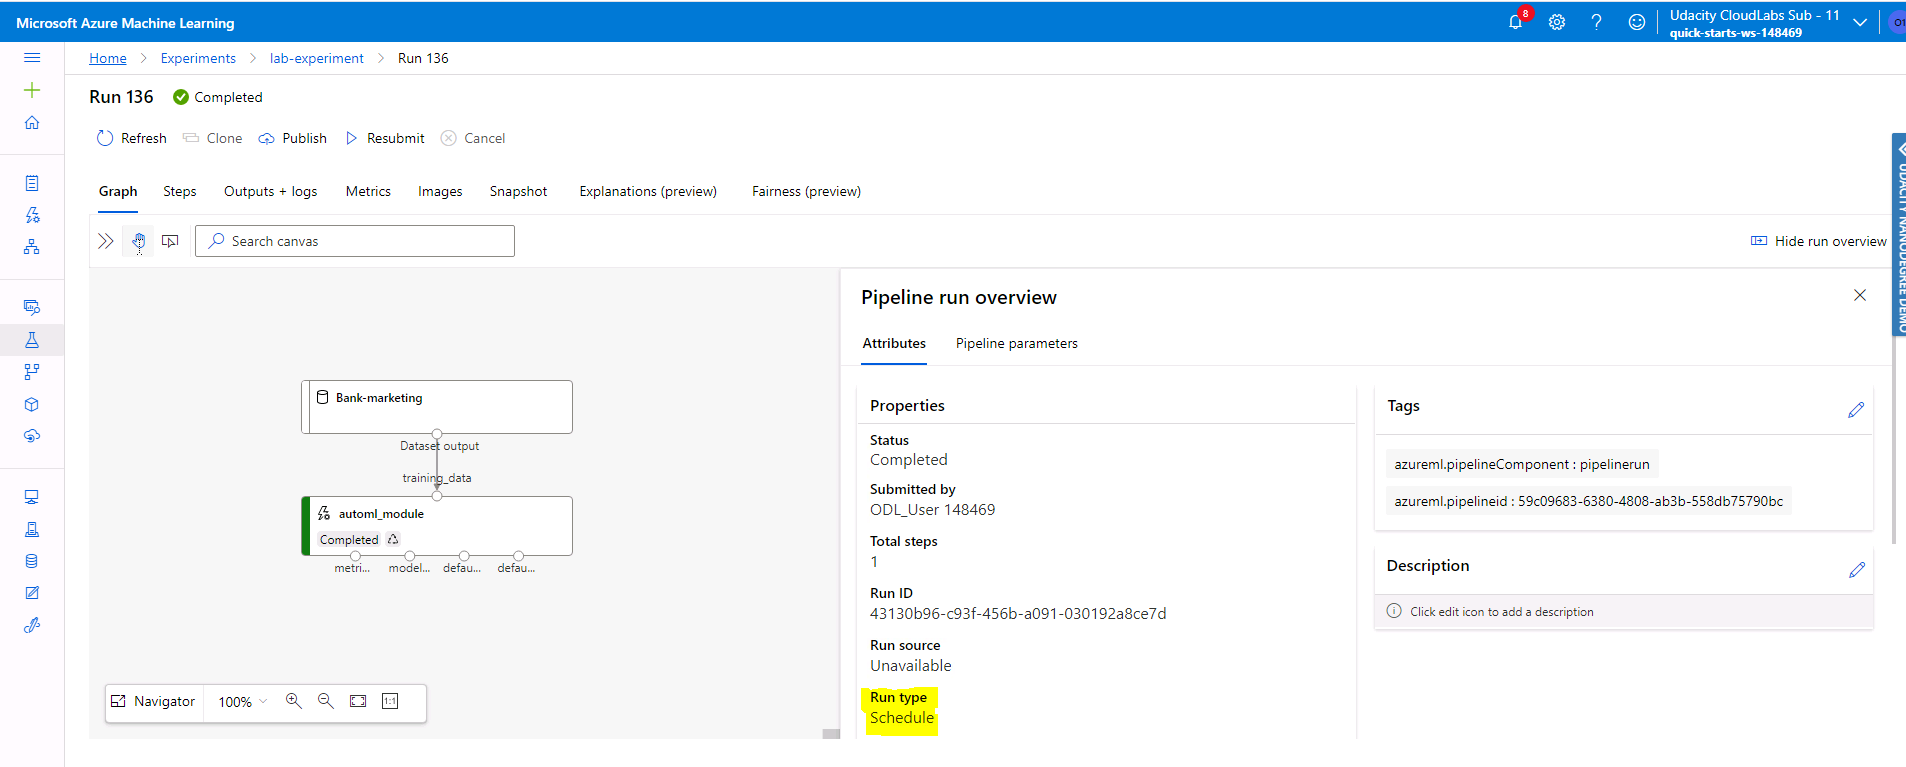 Microsoft Azure Machine Learning
8
Udacity CloudLabs Sub - 11
quick-starts-ws-148469
Home > Experiments > lab-experiment > Run 136
Run 136 Completed
Refresh Clone Publish Resubmit Cancel
Graph Steps Outputs + logs Metrics Images Snapshot Explanations (preview) Fairness (preview)
Search canvas
Hide run overview
UDACITY NANODEGREE DEMO
Bank-marketing
Dataset output
training_data
automl_module
Completed
metri... model... defau... defau...
Navigator 100% 1:1
Pipeline run overview
Attributes Pipeline parameters
Properties
Status
Completed
Submitted by
ODL_User 148469
Total steps
1
Run ID
43130b96-c93f-456b-a091-030192a8ce7d
Run source
Unavailable
Run type
Schedule
Tags
azureml.pipelineComponent : pipelinerun
azureml.pipelineid : 59c09683-6380-4808-ab3b-558db75790bc
Description
Click edit icon to add a description